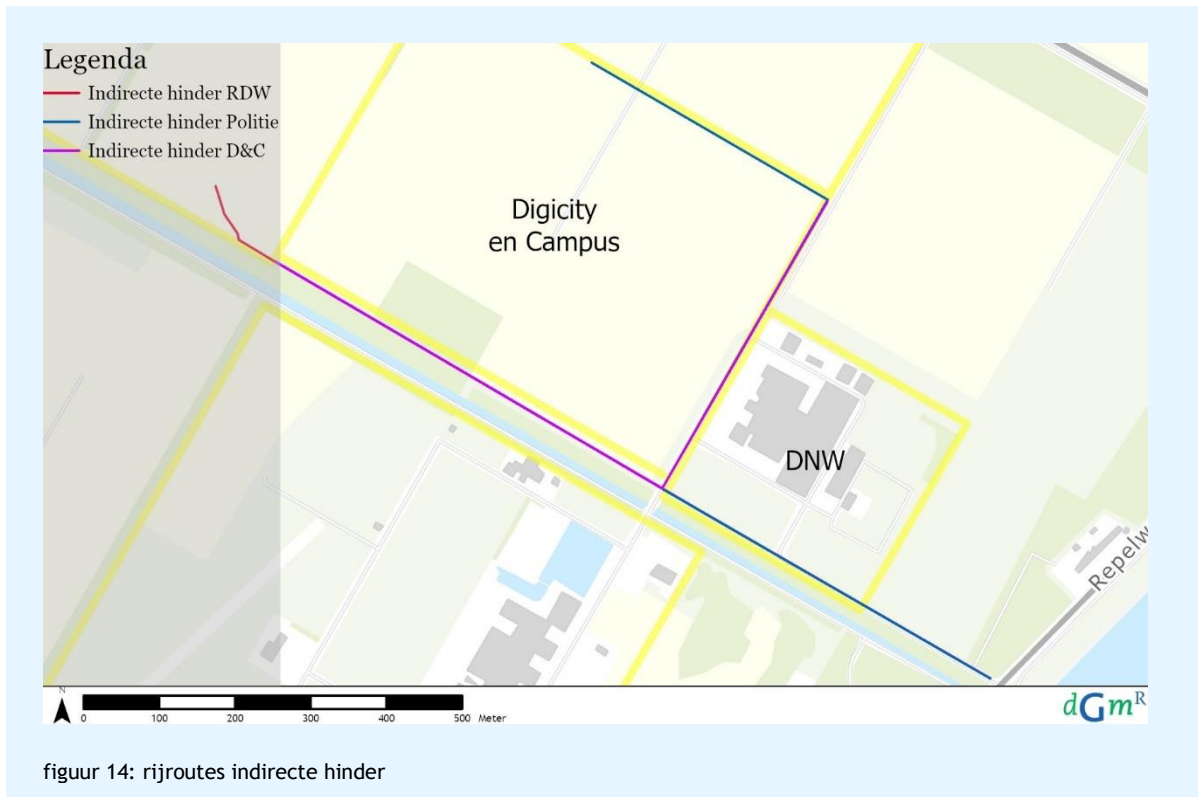 Legenda
Indirecte hinder RDW
Indirecte hinder Politie
Indirecte hinder D&C
Digicity
en Campus
DNW
N
0 100 200 300 400 500 Meter
dGmR
figuur 14: rijroutes indirecte hinder